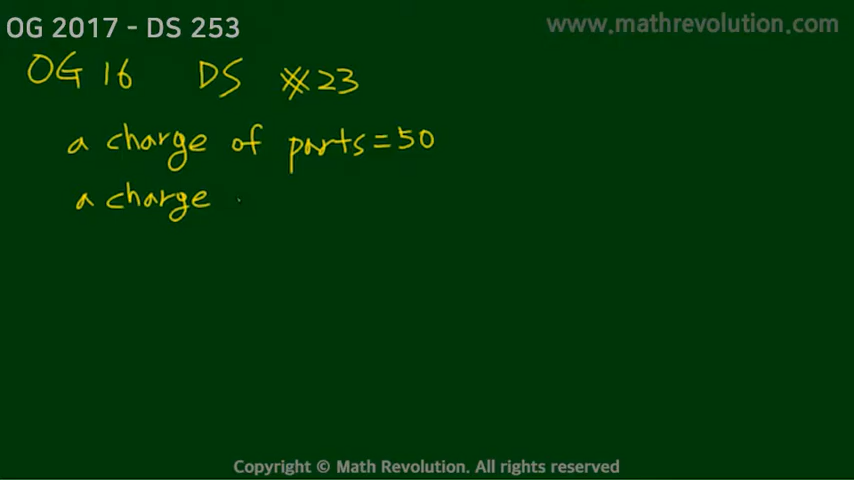 OG 2017 - DS 253
www.mathrevolution.com
OG 16 DS #23
a charge of parts = 50
a charge
Copyright © Math Revolution. All rights reserved